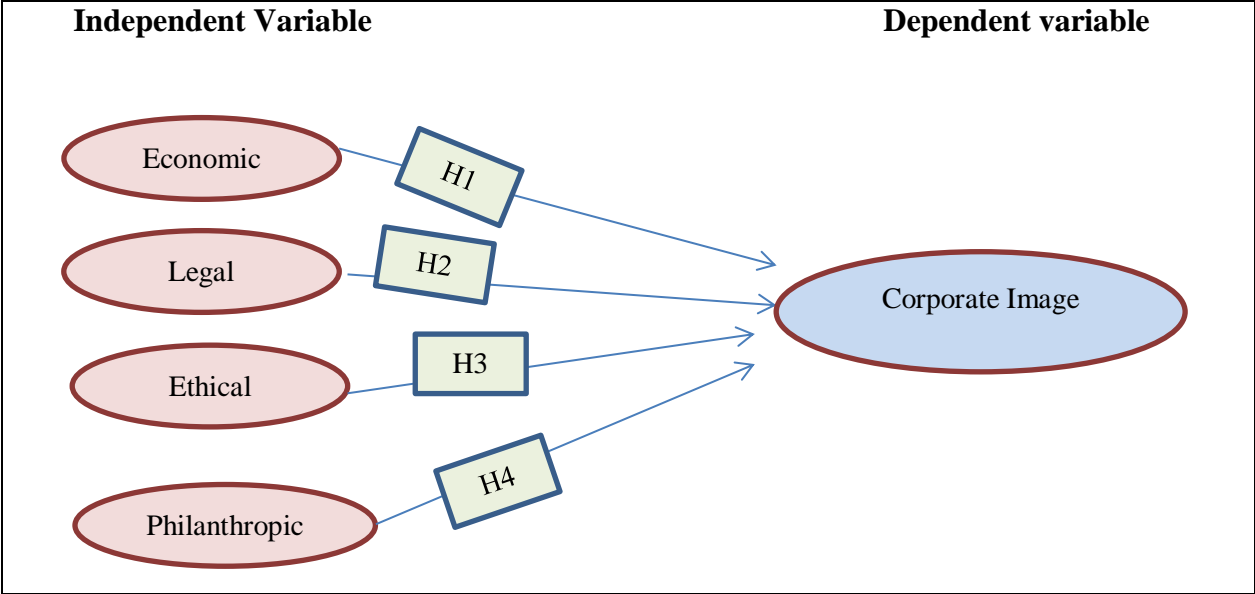 Independent Variable
Dependent variable
Economic
H1
Legal
H2
Corporate Image
Ethical
H3
Philanthropic
H4